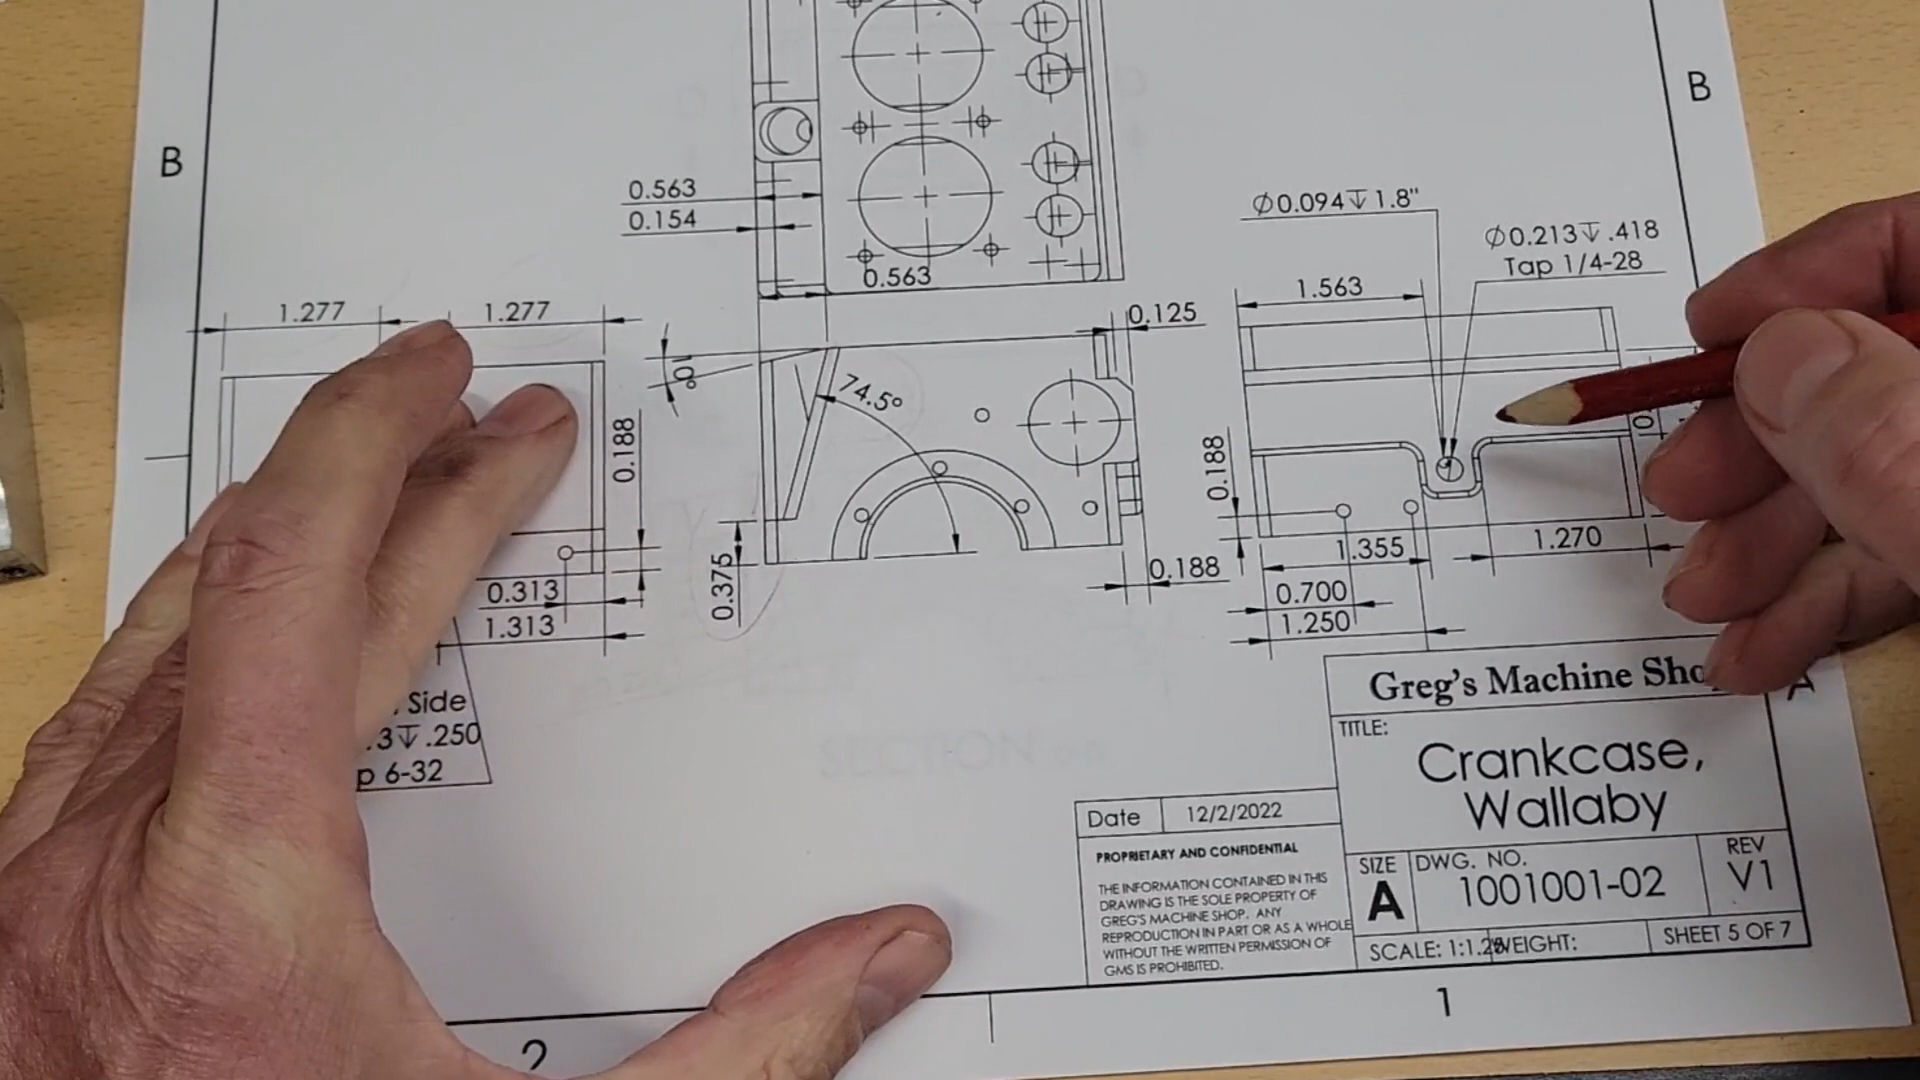 B
B
0.563
0.154
0.563
Ø0.094↧1.8"
Ø0.213↧.418
Tap 1/4-28
1.277
1.277
10°
74.5°
0.125
1.563
0.188
0.375
0.188
0.188
0.313
1.313
1.355
1.270
0.700
1.250
Side
.3↧.250
p 6-32
Greg's Machine
TITLE:
Crankcase,
Wallaby
Date 12/2/2022
PROPRIETARY AND CONFIDENTIAL
THE INFORMATION CONTAINED IN THIS
DRAWING IS THE SOLE PROPERTY OF
GREG'S MACHINE SHOP. ANY
REPRODUCTION IN PART OR AS A WHOLE
WITHOUT THE WRITTEN PERMISSION OF
GMS IS PROHIBITED.
SIZE
A
DWG. NO.
1001001-02
REV
V1
SCALE: 1:1.25
WEIGHT:
SHEET 5 OF 7
A
2
1
SECTION